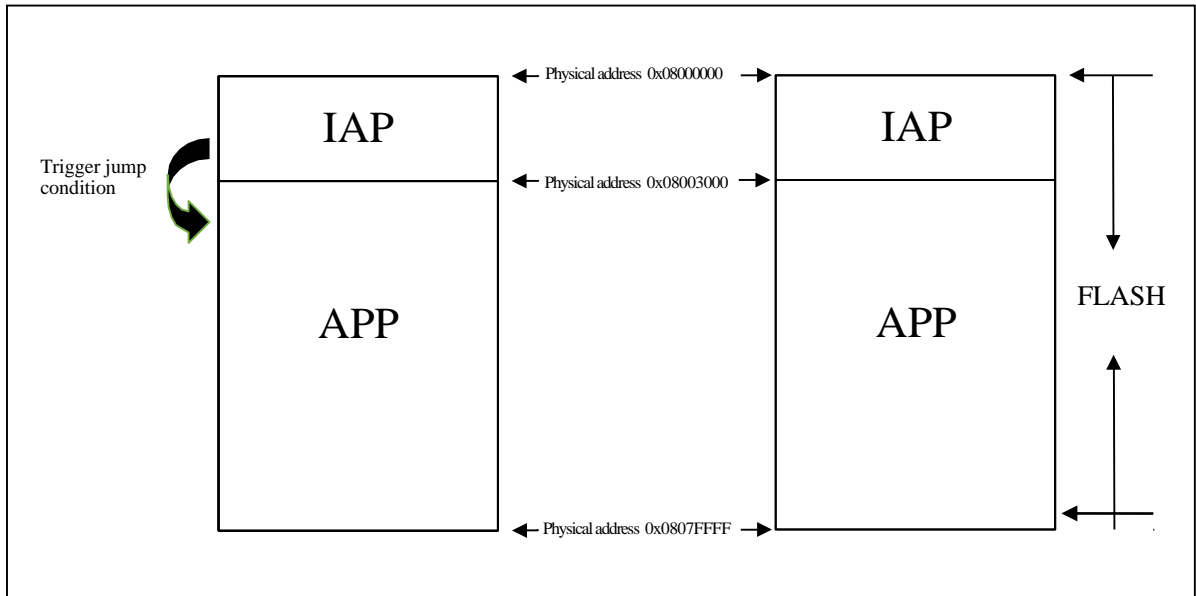 Physical address 0x08000000
IAP
IAP
Trigger jump
condition
Physical address 0x08003000
FLASH
APP
APP
Physical address 0x0807FFFF